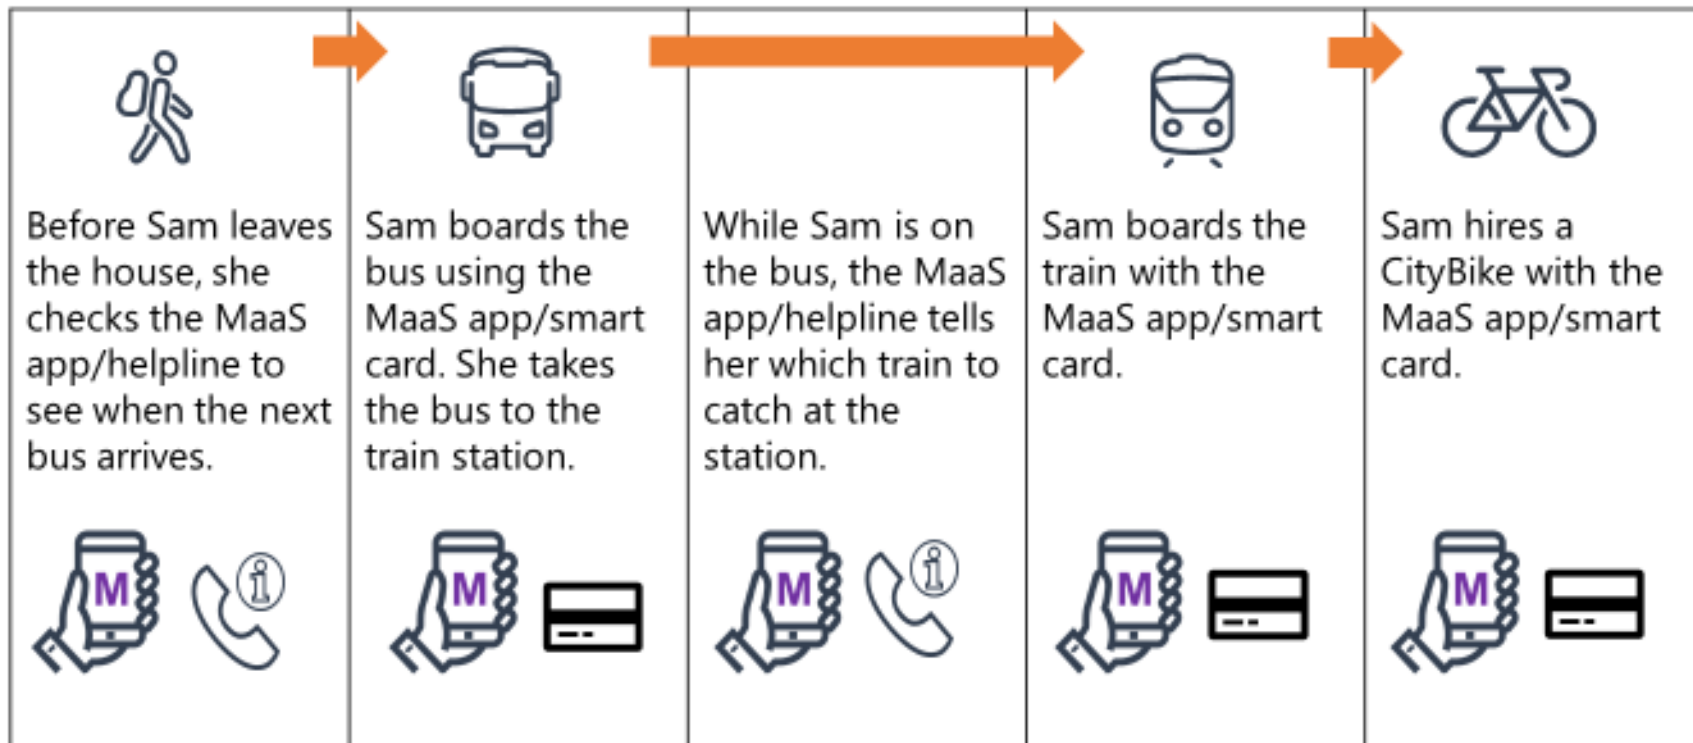 Before Sam leaves
the house, she
checks the MaaS
app/helpline to
see when the next
bus arrives.
Sam boards the
bus using the
MaaS app/smart
card. She takes
the bus to the
train station.
While Sam is on
the bus, the MaaS
app/helpline tells
her which train to
catch at the
station.
Sam boards the
train with the
MaaS app/smart
card.
Sam hires a
CityBike with the
MaaS app/smart
card.
M
i
M
M
i
M
M